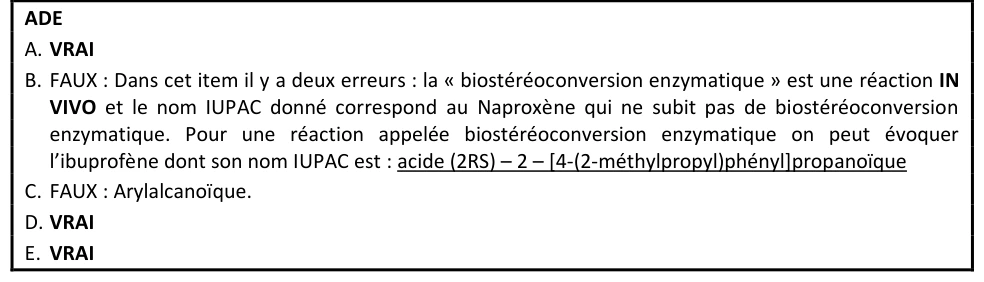 ADE
A. VRAI
B. FAUX : Dans cet item il y a deux erreurs : la « biostéréoconversion enzymatique » est une réaction IN
VIVO et le nom IUPAC donné correspond au Naproxène qui ne subit pas de biostéréoconversion
enzymatique. Pour une réaction appelée biostéréoconversion enzymatique on peut évoquer
l'ibuprofène dont son nom IUPAC est : acide (2RS) – 2 – [4-(2-méthylpropyl)phényl]propanoïque
C. FAUX : Arylalcanoïque.
D. VRAI
E. VRAI